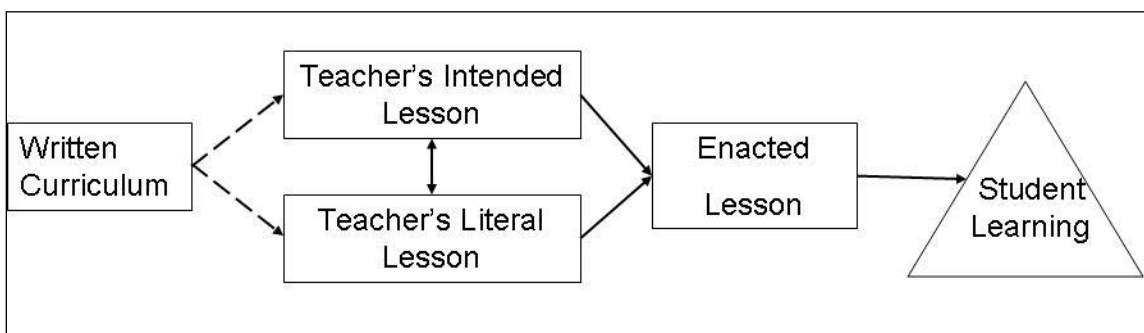 Written
Curriculum
Teacher’s Intended
Lesson
Teacher’s Literal
Lesson
Enacted
Lesson
Student
Learning